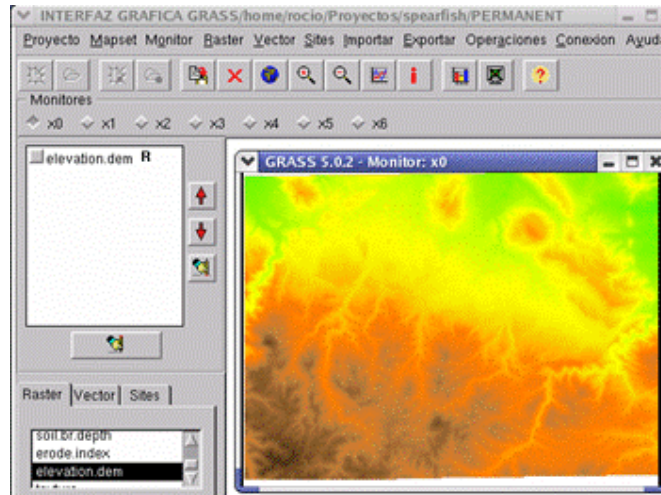 INTERFAZ GRAFICA GRASS/home/rocio/Proyectos/spearfish/PERMANENT
Proyecto Mapset Monitor Raster Vector Sites Importar Exportar Operaciones Conexion Ayuda
Monitores
x0 x1 x2 x3 x4 x5 x6
elevation.dem R
GRASS 5.0.2 - Monitor: x0
Raster Vector Sites
soil.br.depth
erode.index
elevation.dem